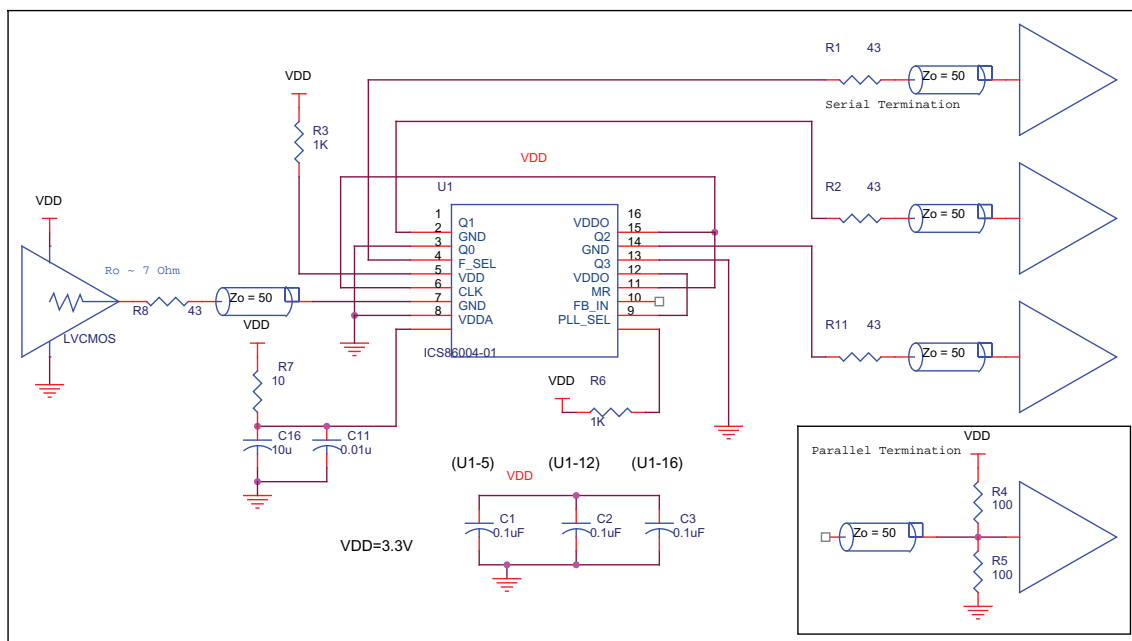 R1 43
Zo = 50
Serial Termination
VDD
R3
1K
VDD
U1
R2 43
Zo = 50
VDD
1
2
3
4
5
6
7
8
Q1
GND
Q0
F_SEL
VDD
CLK
GND
VDDA
VDDO
Q2
GND
Q3
VDDO
MR
FB_IN
PLL_SEL
16
15
14
13
12
11
10
9
ICS86004-01
Ro ~ 7 Ohm
R8 43
Zo = 50
LVCMOS
VDD
R7
10
C16
10u
C11
0.01u
R11 43
Zo = 50
VDD
R6
1K
(U1-5) (U1-12) (U1-16)
VDD
C1
0.1uF
C2
0.1uF
C3
0.1uF
VDD=3.3V
VDD
Parallel Termination
R4
100
Zo = 50
R5
100